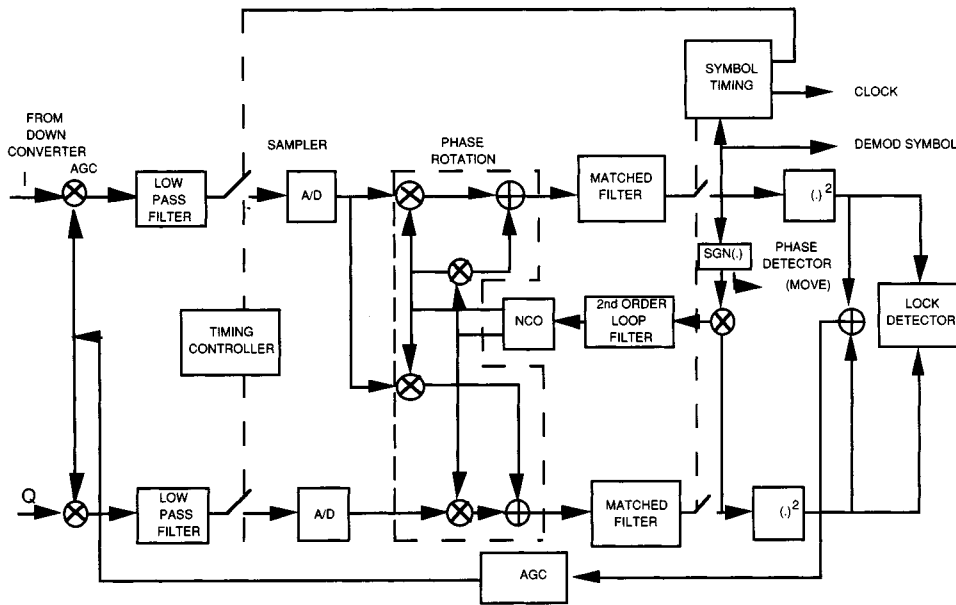 SYMBOL
TIMING
CLOCK
FROM
DOWN
CONVERTER
I
AGC
SAMPLER
PHASE
ROTATION
DEMOD SYMBOL
LOW
PASS
FILTER
A/D
MATCHED
FILTER
(.)²
SGN(.)
PHASE
DETECTOR
(MOVE)
TIMING
CONTROLLER
NCO
2nd ORDER
LOOP
FILTER
LOCK
DETECTOR
Q
LOW
PASS
FILTER
A/D
MATCHED
FILTER
(.)²
AGC